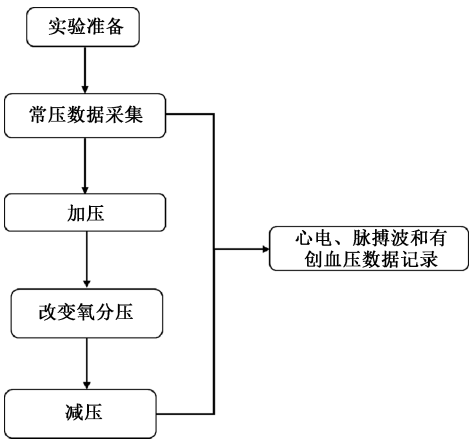 实验准备
常压数据采集
加压
改变氧分压
减压
心电、脉搏波和有
创血压数据记录